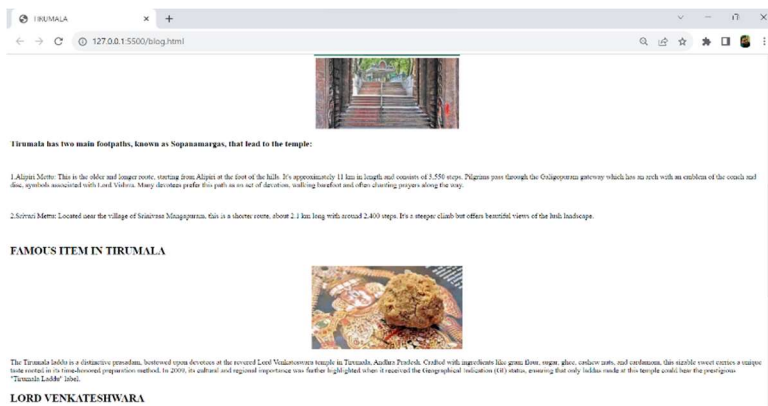 TIRUMALA
127.0.0.1:5500/blog.html
Tirumala has two main footpaths, known as Sopanamargas, that lead to the temple:
1.Alipiri Mettu: This is the older and longer route, starting from Alipiri at the foot of the hills. It's approximately 11 km in length and consists of 3,550 steps. Pilgrims pass through the Galigopuram gateway which has an arch with an emblem of the conch and
disc, symbols associated with Lord Vishnu. Many devotees prefer this path as an act of devotion, walking barefoot and often chanting prayers along the way.
2.Srivari Mettu: Located near the village of Srinivasa Mangapuram, this is a shorter route, about 2.1 km long with around 2,400 steps. It's a steeper climb but offers beautiful views of the lush landscape.
FAMOUS ITEM IN TIRUMALA
The Tirumala laddu is a distinctive prasadam, bestowed upon devotees at the revered Lord Venkateswara temple in Tirumala, Andhra Pradesh. Crafted with ingredients like gram flour, sugar, ghee, cashew nuts, and cardamom, this sizable sweet carries a unique
taste rooted in its time-honored preparation method. In 2009, its cultural and regional importance was further highlighted when it received the Geographical Indication (GI) status, ensuring that only laddus made at this temple could bear the prestigious
"Tirumala Laddu" label.
LORD VENKATESHWARA